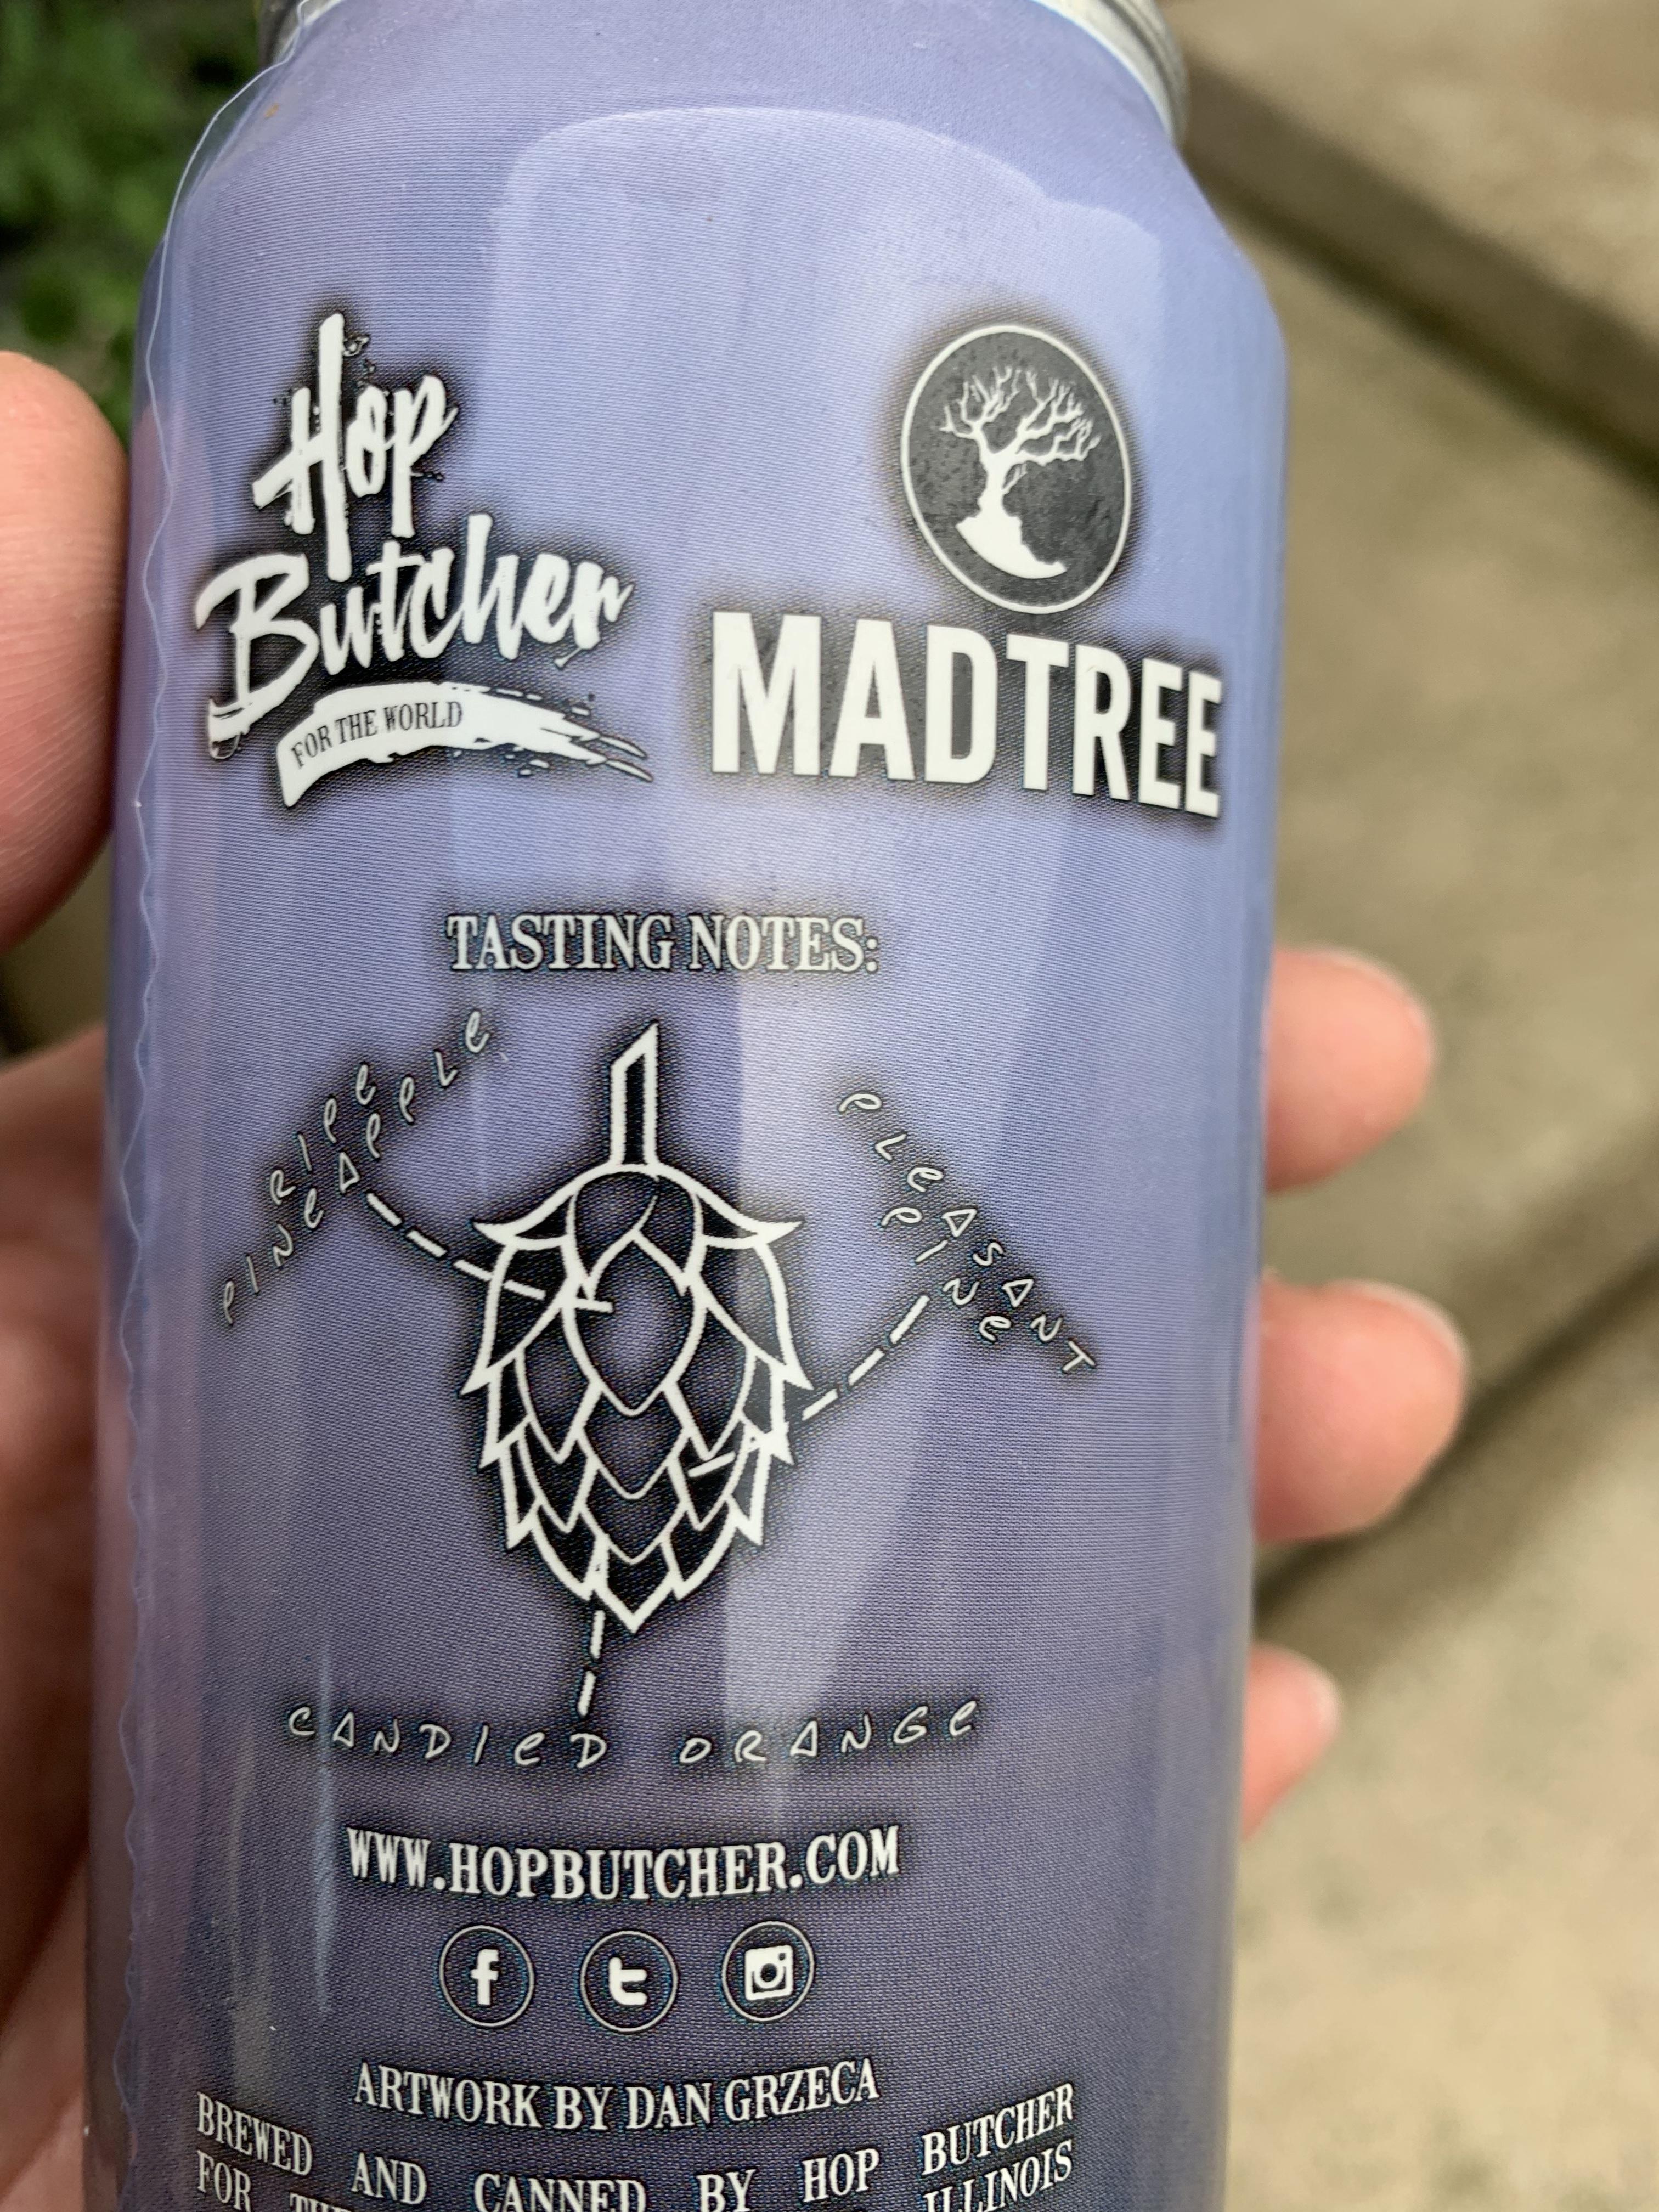 Hop
Butcher
FOR THE WORLD
MADTREE
TASTING NOTES:
RIPE
PINEAPPLE
PLEASANT
PINE
CANDIED ORANGE
WWW.HOPBUTCHER.COM
f t
ARTWORK BY DAN GRZECA
BREWED AND CANNED BY HOP BUTCHER
FOR THE ILLINOIS